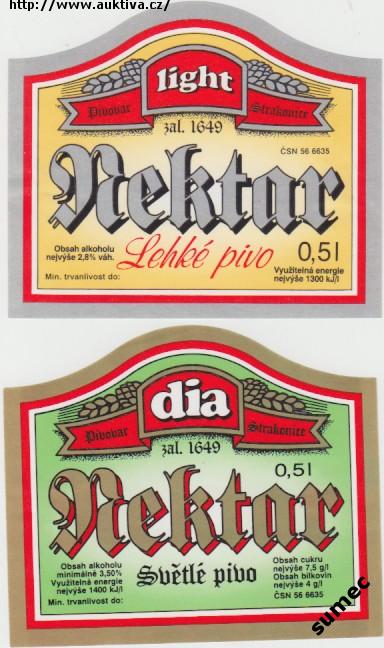 http://www.auktiva.cz/
light
Pivovar Strakonice
zal. 1649
ČSN 56 6635
Nektar
Obsah alkoholu
nejvýše 2,8% váh.
Lehké pivo
0,5l
Využitelná energie
nejvýše 1300 kJ/l
Min. trvanlivost do:
dia
Pivovar Strakonice
zal. 1649
0,5l
Nektar
Obsah alkoholu
minimálně 3,50%
Využitelná energie
nejvýše 1400 kJ/l
Min. trvanlivost do:
Světlé pivo
Obsah cukru
nejvýše 7,5 g/l
Obsah bílkovin
nejvýše 4 g/l
ČSN 56 6635
sumec